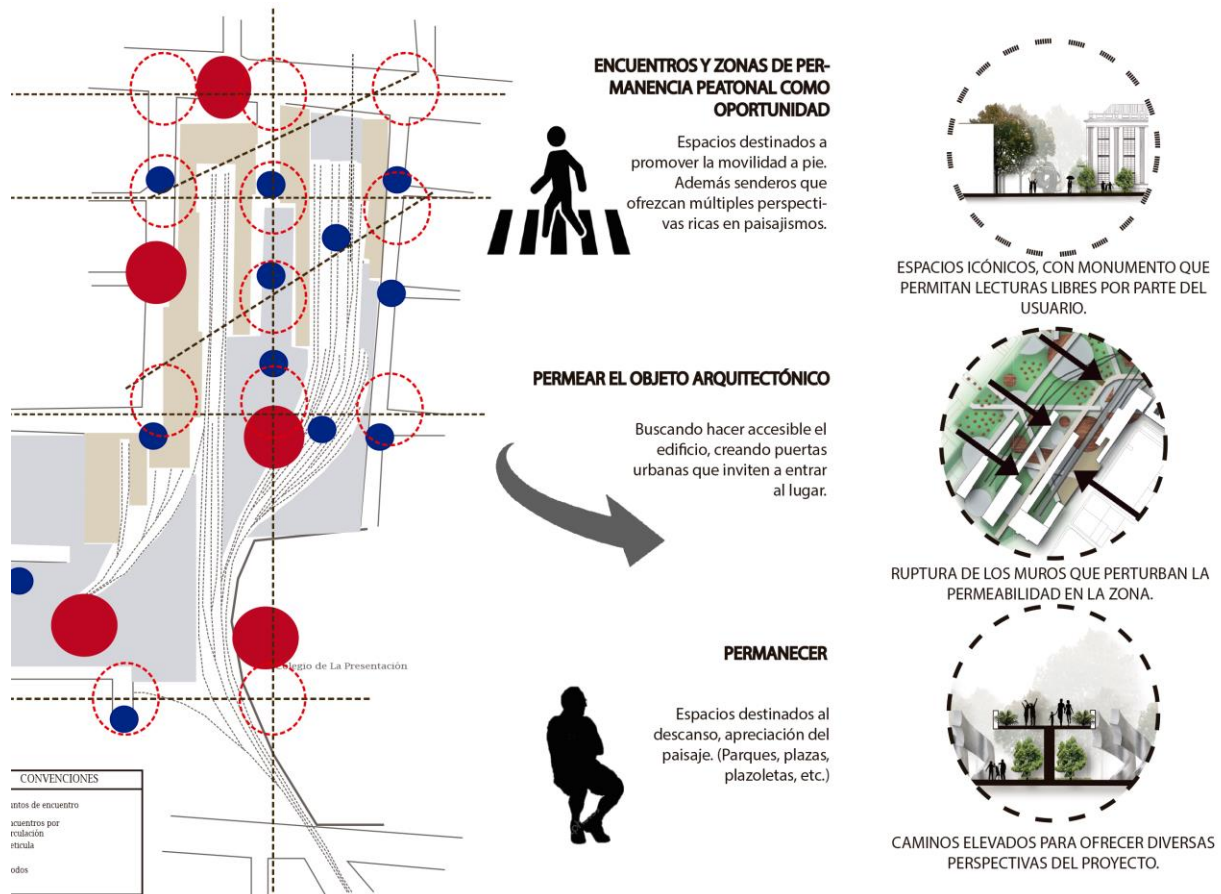 ENCUENTROS Y ZONAS DE PER-
MANENCIA PEATONAL COMO
OPORTUNIDAD
Espacios destinados a
promover la movilidad a pie.
Además senderos que
ofrezcan múltiples perspecti-
vas ricas en paisajismos.
ESPACIOS ICÓNICOS, CON MONUMENTO QUE
PERMITAN LECTURAS LIBRES POR PARTE DEL
USUARIO.
PERMEAR EL OBJETO ARQUITECTÓNICO
Buscando hacer accesible el
edificio, creando puertas
urbanas que inviten a entrar
al lugar.
RUPTURA DE LOS MUROS QUE PERTURBAN LA
PERMEABILIDAD EN LA ZONA.
PERMANECER
Espacios destinados al
descanso, apreciación del
paisaje. (Parques, plazas,
plazoletas, etc.)
CAMINOS ELEVADOS PARA OFRECER DIVERSAS
PERSPECTIVAS DEL PROYECTO.
legio de La Presentación
CONVENCIONES
ntos de encuentro
ncuentros por
rculación
eticula
odos